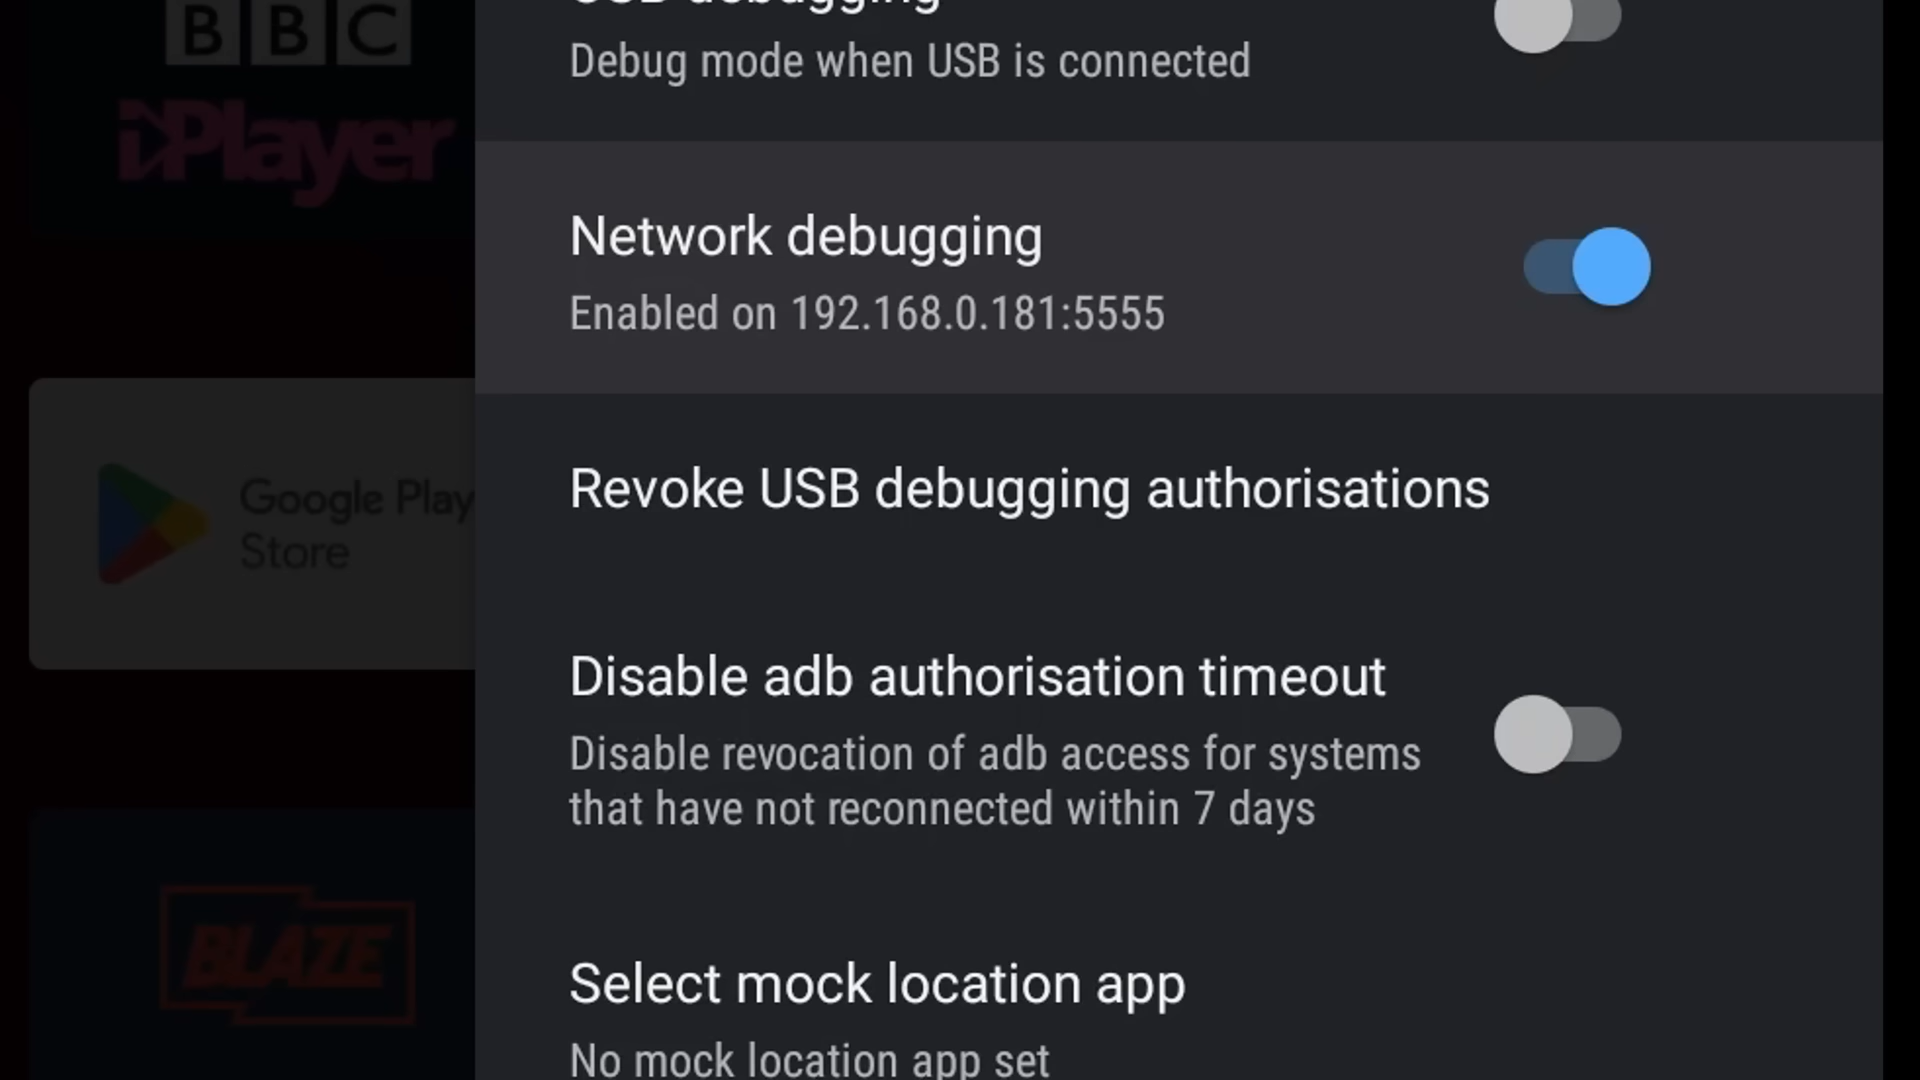 BBC
iPlayer
Google Play
Store
BLAZE
USB debugging
Debug mode when USB is connected
Network debugging
Enabled on 192.168.0.181:5555
Revoke USB debugging authorisations
Disable adb authorisation timeout
Disable revocation of adb access for systems
that have not reconnected within 7 days
Select mock location app
No mock location app set